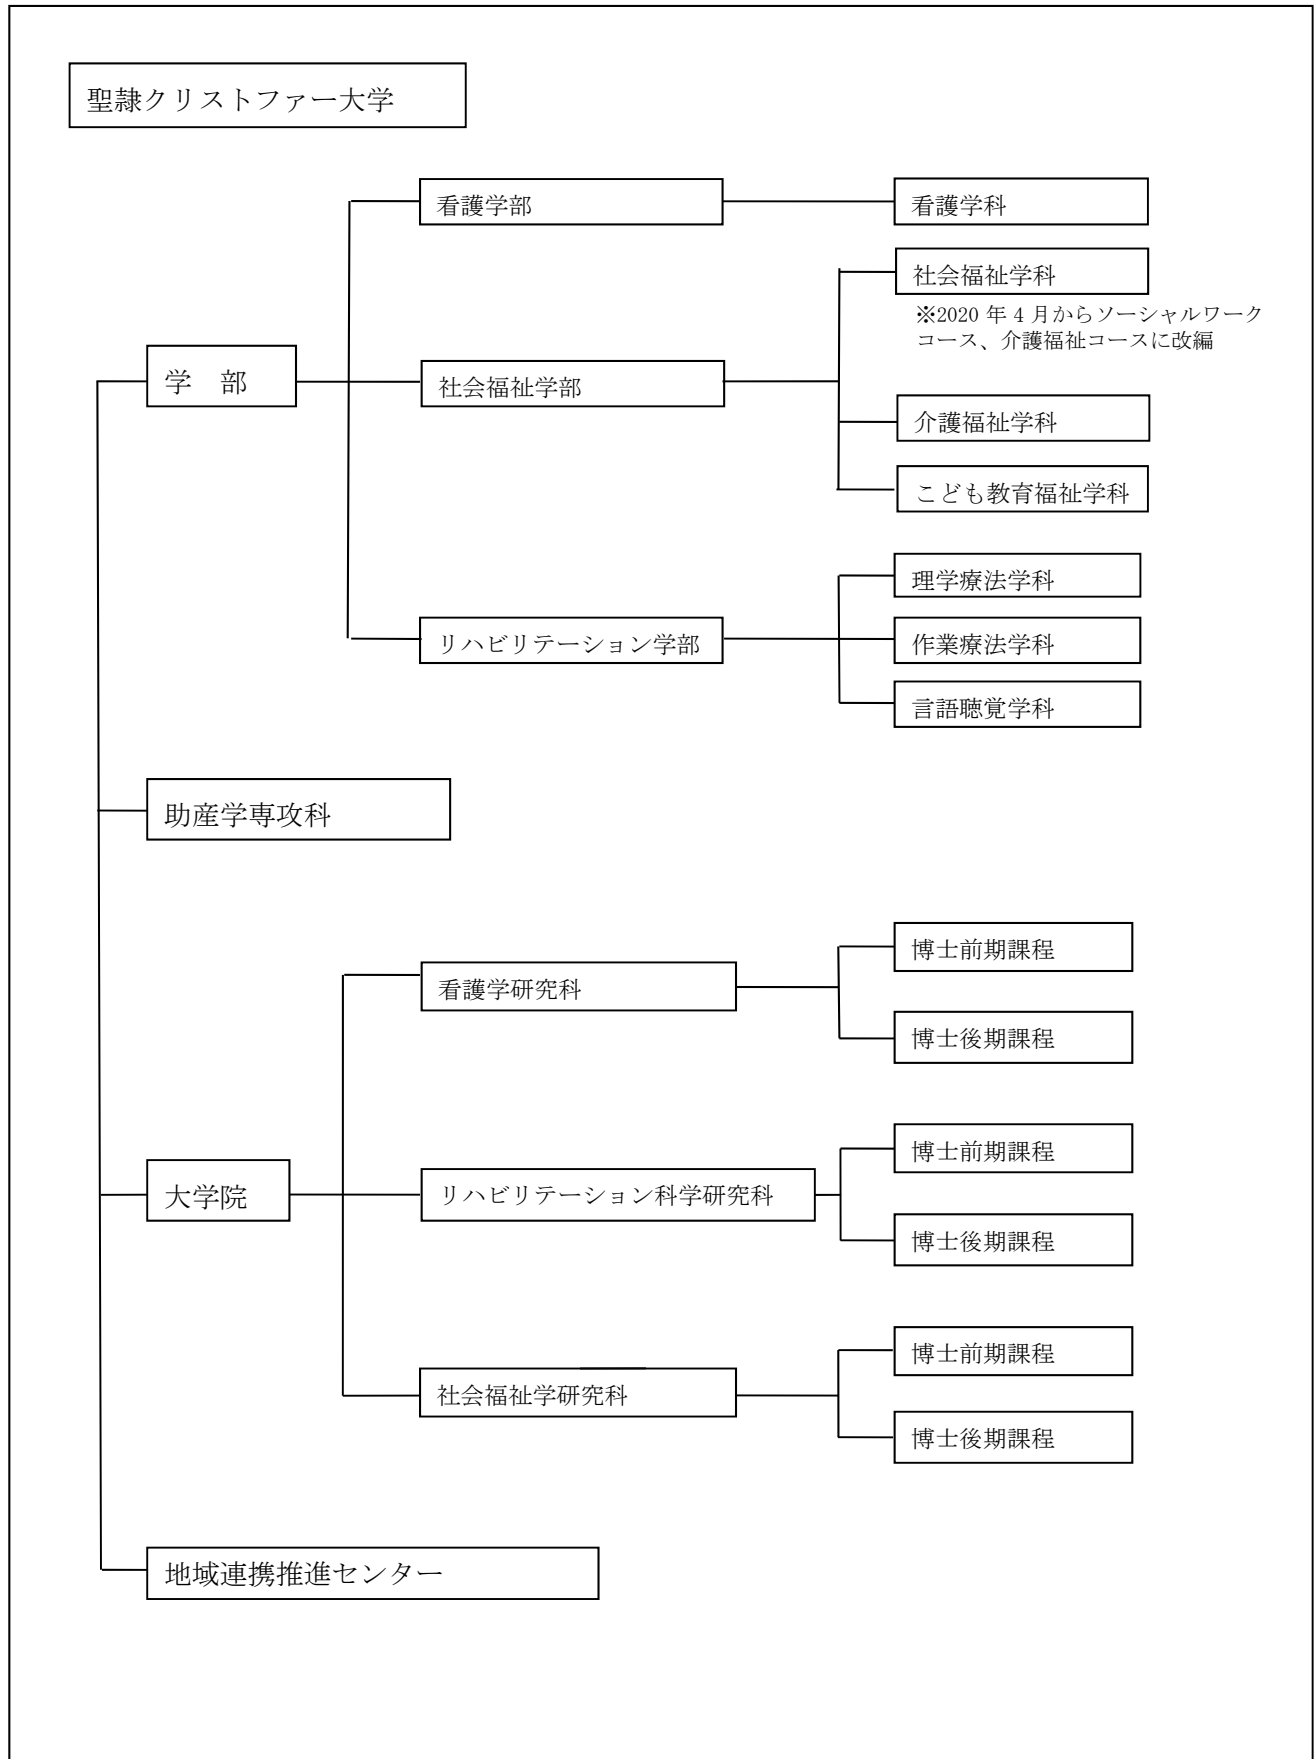 聖隷クリストファー大学
看護学部
看護学科
社会福祉学科
※2020 年 4 月からソーシャルワーク
コース、介護福祉コースに改編
学　部
社会福祉学部
介護福祉学科
こども教育福祉学科
理学療法学科
リハビリテーション学部
作業療法学科
言語聴覚学科
助産学専攻科
博士前期課程
看護学研究科
博士後期課程
博士前期課程
大学院
リハビリテーション科学研究科
博士後期課程
博士前期課程
社会福祉学研究科
博士後期課程
地域連携推進センター